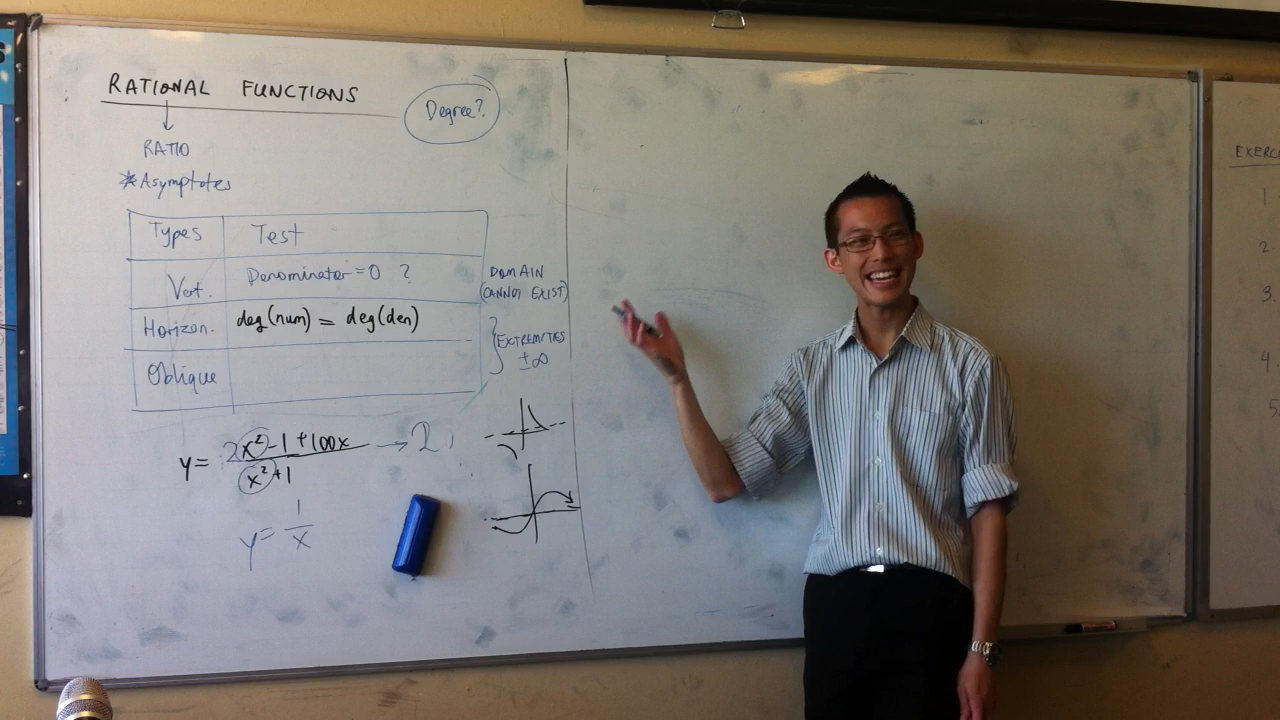 RATIONAL FUNCTIONS
Degree?
RATIO
*Asymptotes
Types Test
Vert. Denominator = 0 ?
DOMAIN
(CANNOT EXIST)
Horizon. deg(num) = deg(den)
EXTREMITIES
±∞
Oblique
y = 2x²-1+100x / x²+1 → 2
y = 1/x
EXERC
1
2.
3.
4.
5